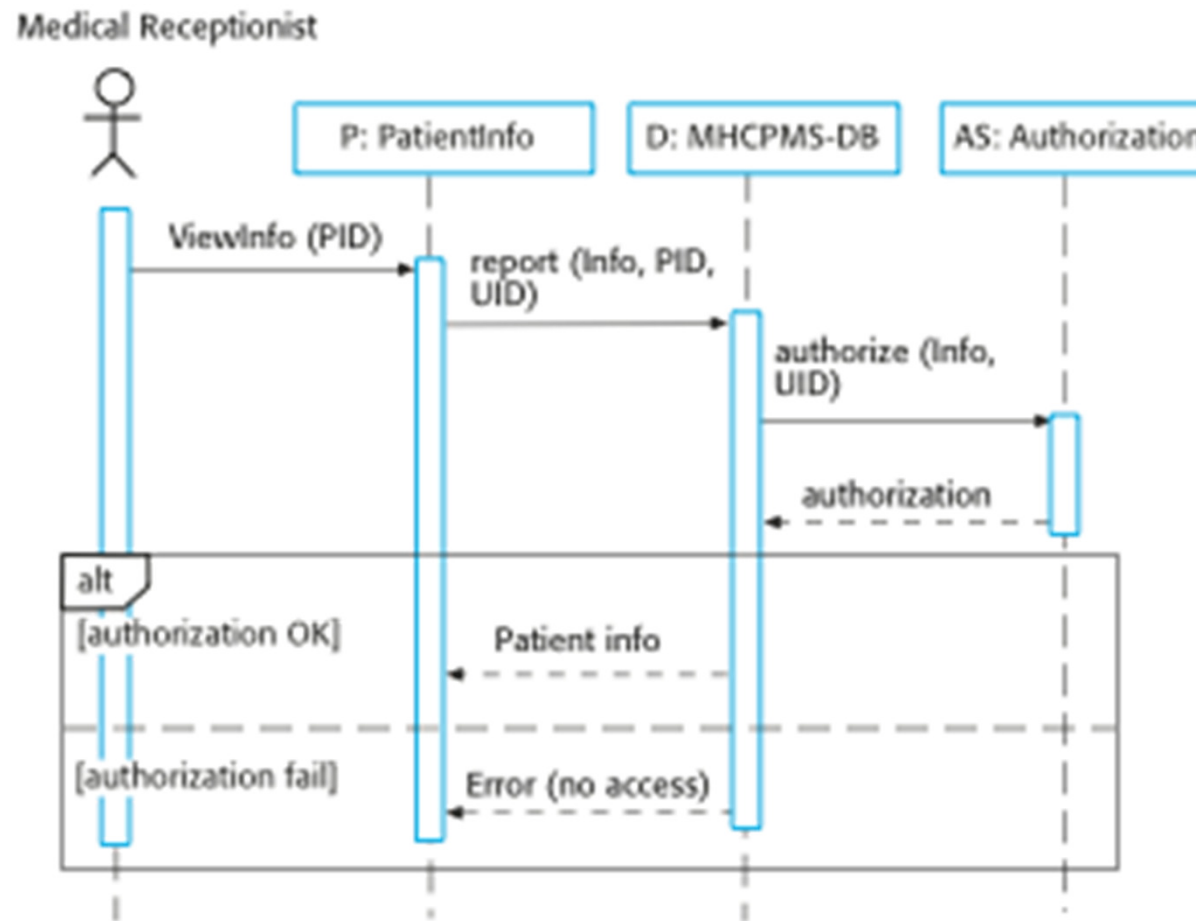 Medical Receptionist
P: PatientInfo
D: MHCPMS-DB
AS: Authorization
ViewInfo (PID)
report (Info, PID,
UID)
authorize (Info,
UID)
authorization
alt
[authorization OK]
Patient info
[authorization fail]
Error (no access)